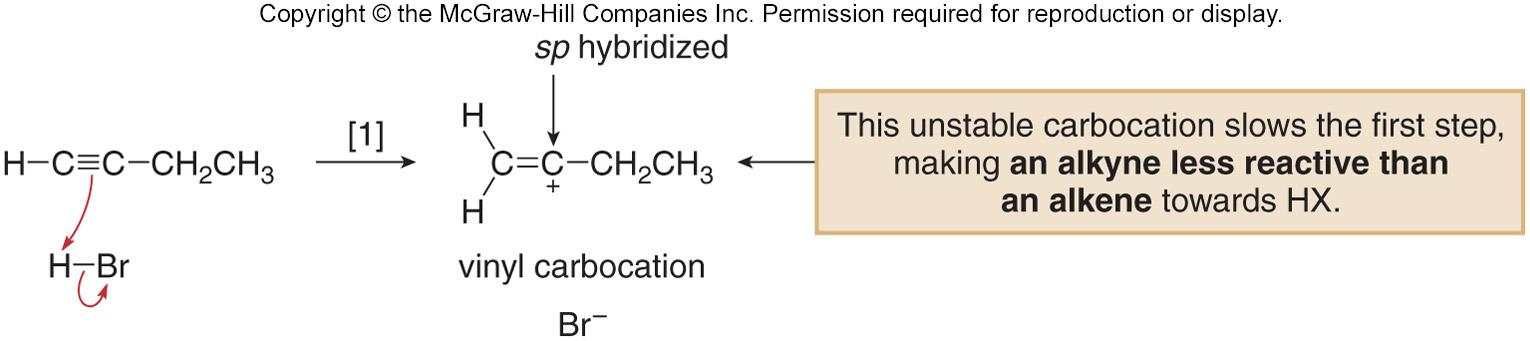 Copyright © the McGraw-Hill Companies Inc. Permission required for reproduction or display.
sp hybridized
H–C≡C–CH₂CH₃
[1]
H
C=C–CH₂CH₃
+
H
This unstable carbocation slows the first step,
making an alkyne less reactive than
an alkene towards HX.
H–Br
vinyl carbocation
Br⁻